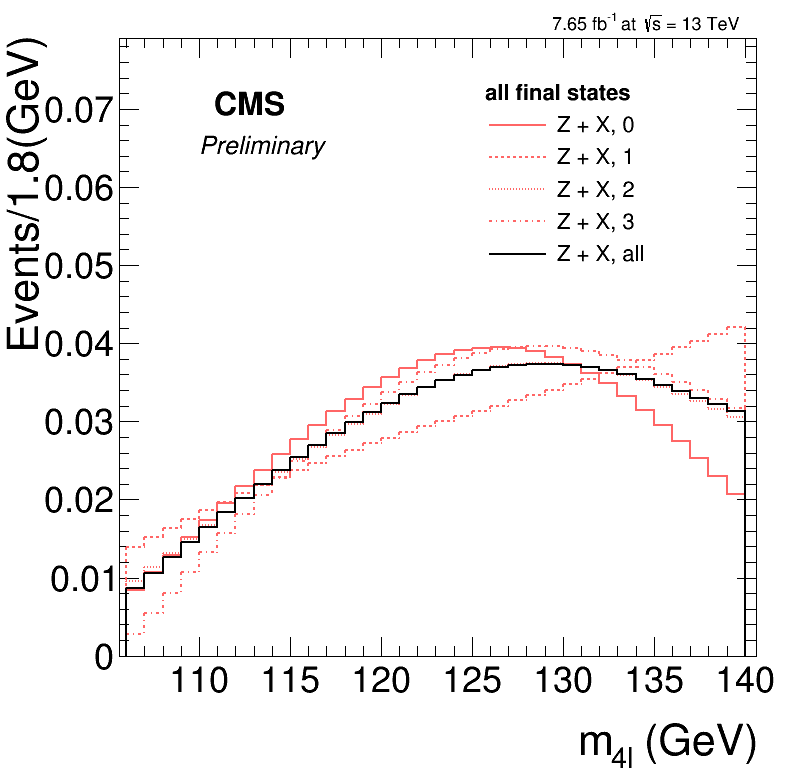 7.65 fb⁻¹ at √s = 13 TeV
CMS
Preliminary
all final states
Z + X, 0
Z + X, 1
Z + X, 2
Z + X, 3
Z + X, all
Events/1.8(GeV)
0.07
0.06
0.05
0.04
0.03
0.02
0.01
0
110 115 120 125 130 135 140
m₄ₗ (GeV)